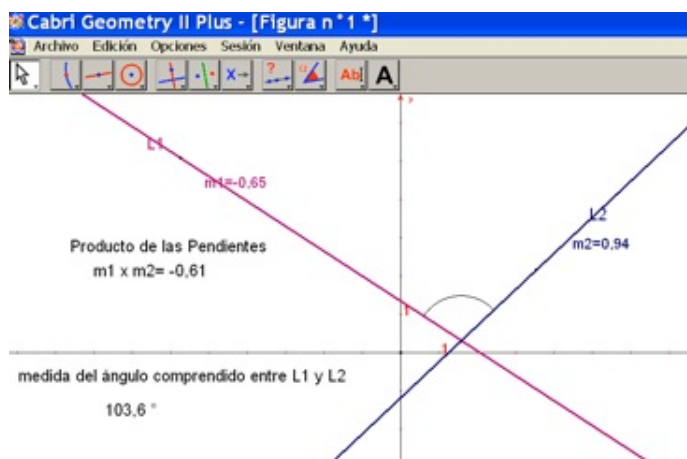 Cabri Geometry II Plus - [Figura n°1 *]
Archivo Edición Opciones Sesión Ventana Ayuda
X→ ? α Ab| A
y
L1
m1=-0,65
L2
m2=0,94
Producto de las Pendientes
m1 x m2= -0,61
1
1
medida del ángulo comprendido entre L1 y L2
103,6 °